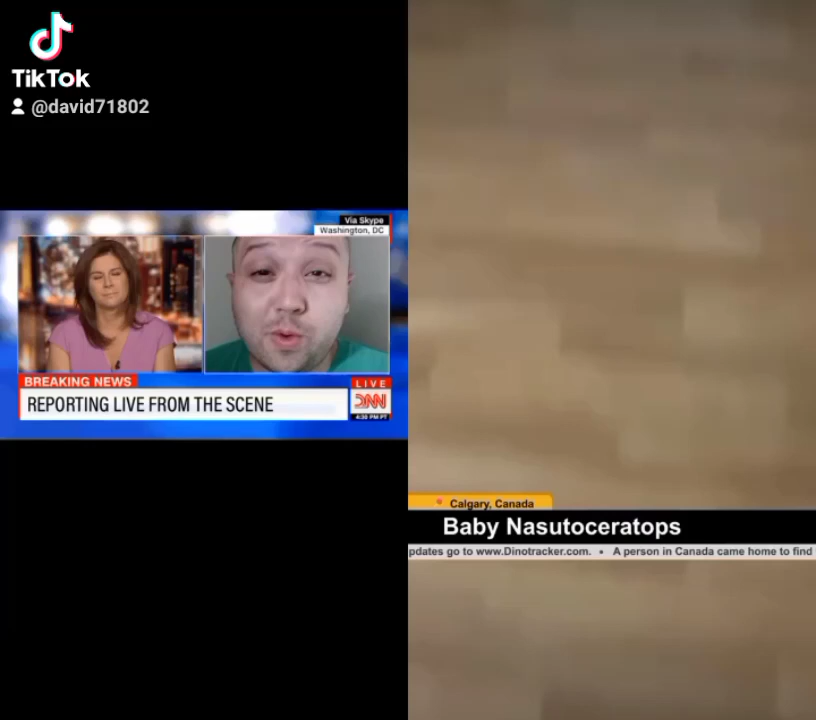 TikTok
@david71802
Via Skype
Washington, DC
BREAKING NEWS
REPORTING LIVE FROM THE SCENE
LIVE
CNN
4:30 PM PT
Calgary, Canada
Baby Nasutoceratops
pdates go to www.Dinotracker.com. • A person in Canada came home to find